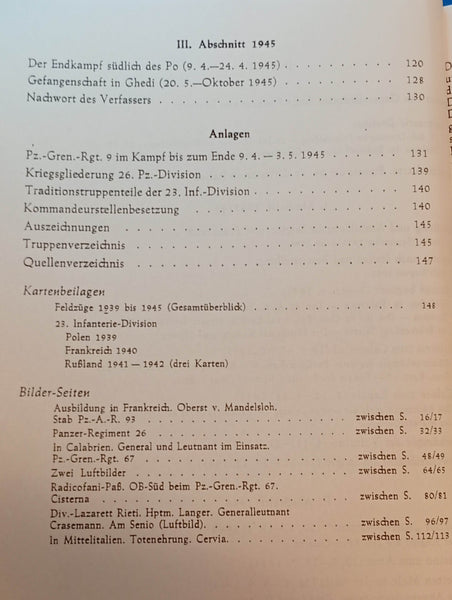 III. Abschnitt 1945
Der Endkampf südlich des Po (9. 4.—24. 4. 1945) . . . . . . . . . 120
Gefangenschaft in Ghedi (20. 5.—Oktober 1945) . . . . . . . . . 128
Nachwort des Verfassers . . . . . . . . . . . . . . . . . 130
Anlagen
Pz.-Gren.-Rgt. 9 im Kampf bis zum Ende 9. 4. — 3. 5. 1945 . . . . . . 131
Kriegsgliederung 26. Pz.-Division . . . . . . . . . . . . . 139
Traditionstruppenteile der 23. Inf.-Division . . . . . . . . . . 140
Kommandeurstellenbesetzung . . . . . . . . . . . . . . 140
Auszeichnungen . . . . . . . . . . . . . . . . . . 145
Truppenverzeichnis . . . . . . . . . . . . . . . . . 145
Quellenverzeichnis . . . . . . . . . . . . . . . . . 147
Kartenbeilagen
Feldzüge 1939 bis 1945 (Gesamtüberblick) . . . . . . . . . . . 148
23. Infanterie-Division
Polen 1939
Frankreich 1940
Rußland 1941 — 1942 (drei Karten)
Bilder-Seiten
Ausbildung in Frankreich. Oberst v. Mandelsloh.
Stab Pz.-A.-R. 93 . . . . . . . . . . . . . . zwischen S. 16/17
Panzer-Regiment 26 . . . . . . . . . . . . . zwischen S. 32/33
In Calabrien. General und Leutnant im Einsatz.
Pz.-Gren.-Rgt. 67 . . . . . . . . . . . . . . zwischen S. 48/49
Zwei Luftbilder . . . . . . . . . . . . . . . zwischen S. 64/65
Radicofani-Paß. OB-Süd beim Pz.-Gren.-Rgt. 67.
Cisterna . . . . . . . . . . . . . . . . . zwischen S. 80/81
Div.-Lazarett Rieti. Hptm. Langer. Generalleutnant
Crasemann. Am Senio (Luftbild). . . . . . . . . . . zwischen S. 96/97
In Mittelitalien. Totenehrung. Cervia. . . . . . . . . . zwischen S. 112/113